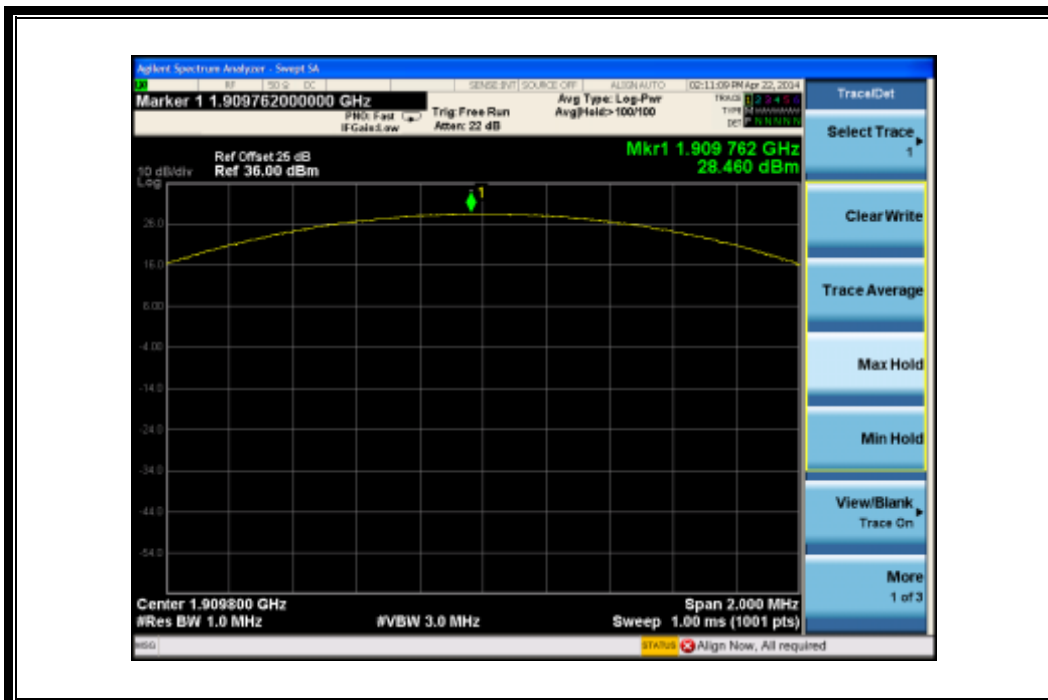 Agilent Spectrum Analyzer - Swept SA
RF 50 Ω DC SENSE:INT SOURCE OFF ALIGN AUTO 02:11:09 PM Apr 22, 2014
Marker 1 1.909762000000 GHz
PNO: Fast
IFGain:Low
Trig: Free Run
Atten: 22 dB
Avg Type: Log-Pwr
Avg|Hold>100/100
TRACE 1 2 3 4 5 6
TYPE M WWWWW
DET P N N N N N
Ref Offset 25 dB
Ref 36.00 dBm
10 dB/div
Log
Mkr1 1.909 762 GHz
28.460 dBm
1
26.0
16.0
6.00
-4.00
-14.0
-24.0
-34.0
-44.0
-54.0
Center 1.909800 GHz
#Res BW 1.0 MHz
#VBW 3.0 MHz
Span 2.000 MHz
Sweep 1.00 ms (1001 pts)
MSG
STATUS Align Now, All required
Trace/Det
Select Trace
1
Clear Write
Trace Average
Max Hold
Min Hold
View/Blank
Trace On
More
1 of 3